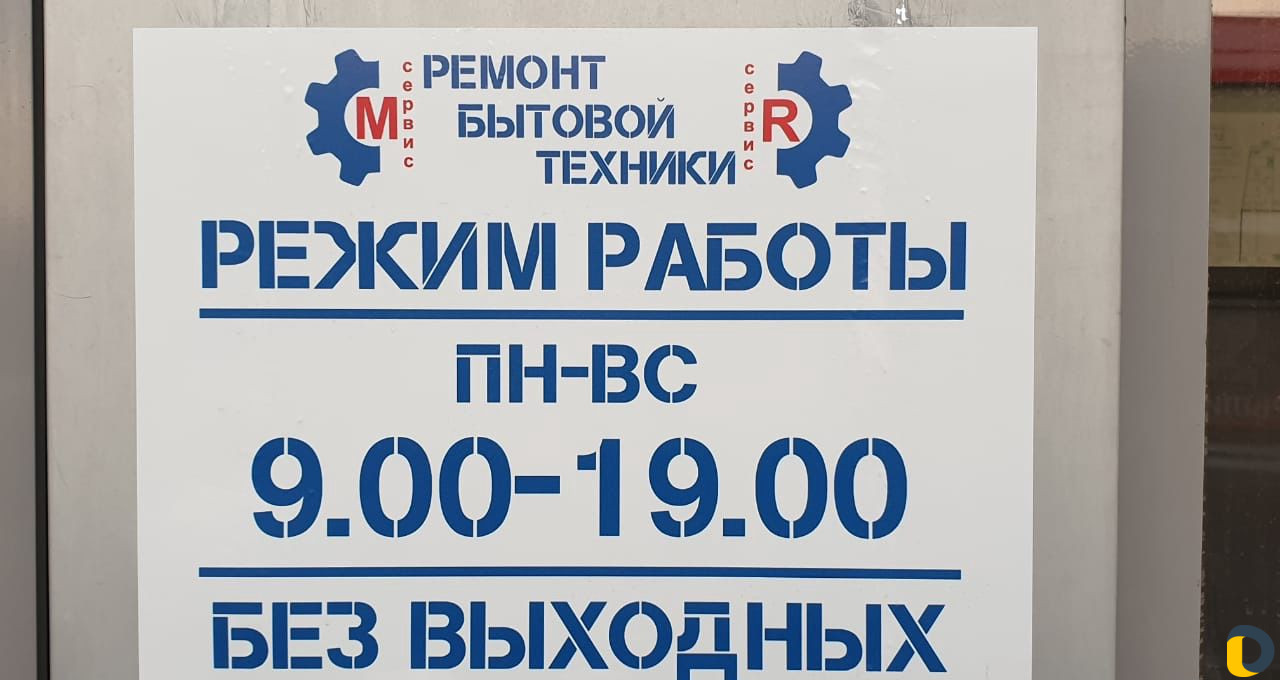 М сервис РЕМОНТ
БЫТОВОЙ
ТЕХНИКИ
сервис R
РЕЖИМ РАБОТЫ
ПН-ВС
9.00-19.00
БЕЗ ВЫХОДНЫХ